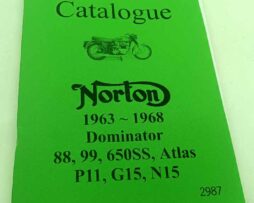 Catalogue
Norton
1963 ~ 1968
Dominator
88, 99, 650SS, Atlas
P11, G15, N15
2987